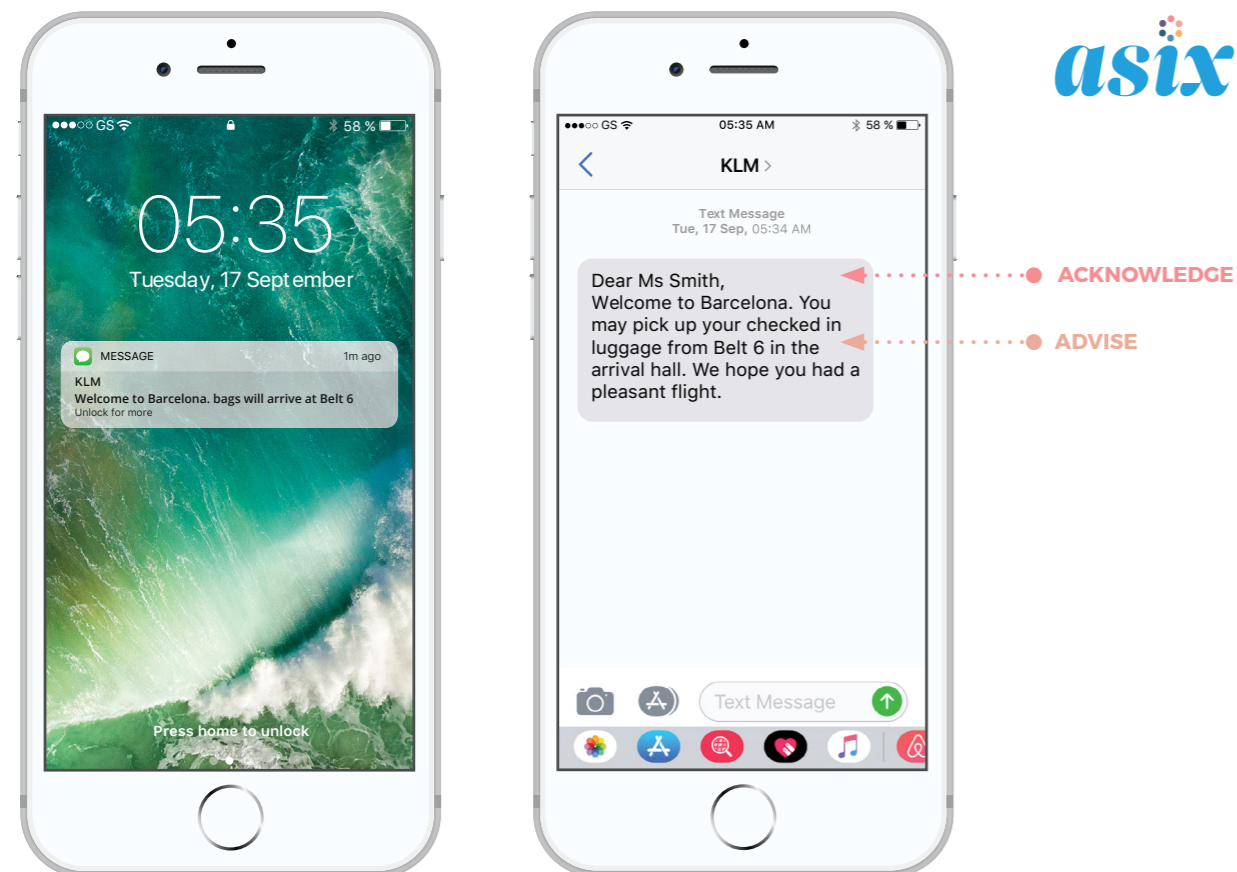 GS
58 %
05:35
Tuesday, 17 September
MESSAGE 1m ago
KLM
Welcome to Barcelona. bags will arrive at Belt 6
Unlock for more
Press home to unlock
GS 05:35 AM 58 %
KLM
Text Message
Tue, 17 Sep, 05:34 AM
Dear Ms Smith,
Welcome to Barcelona. You
may pick up your checked in
luggage from Belt 6 in the
arrival hall. We hope you had a
pleasant flight.
Text Message
asix
ACKNOWLEDGE
ADVISE